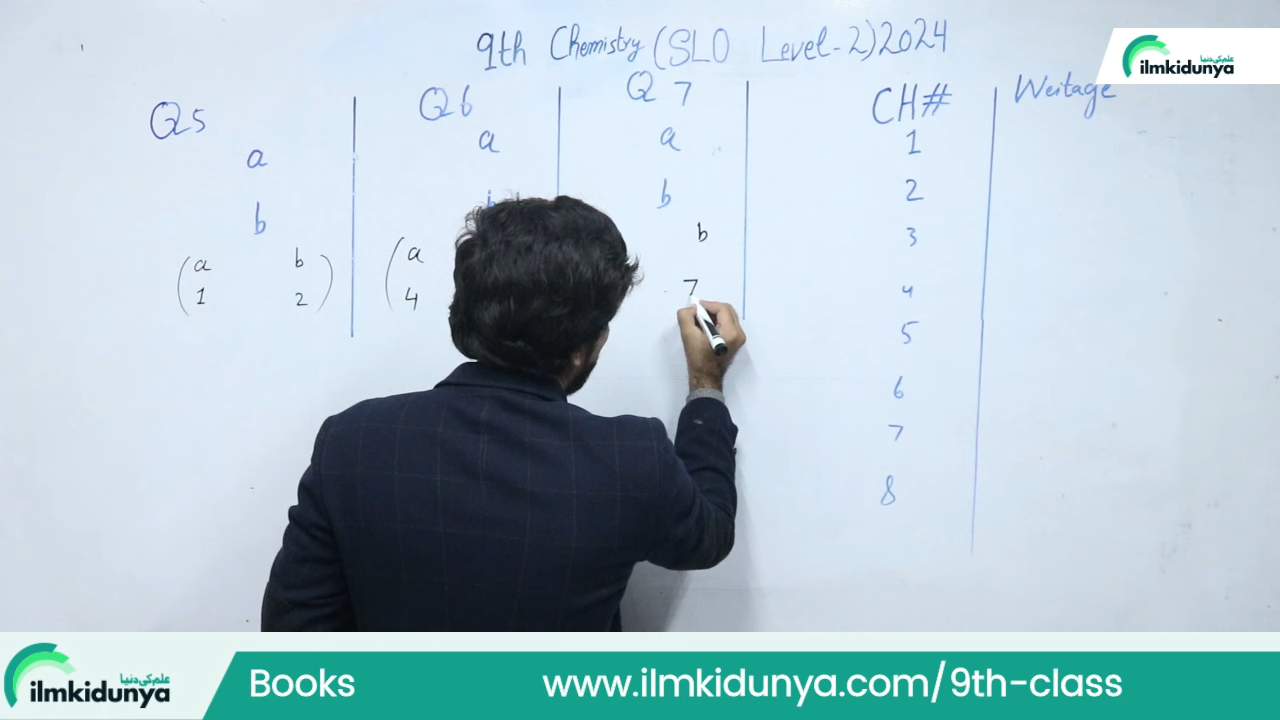 9th Chemistry (SLO Level-2) 2024
علم کی دنیا
ilmkidunya
Q5
a
b
(a b)
(1 2)
Q6
a
(a
(4
Q7
a
b
b
7
CH#
1
2
3
4
5
6
7
8
Weitage
علم کی دنیا
ilmkidunya
Books
www.ilmkidunya.com/9th-class